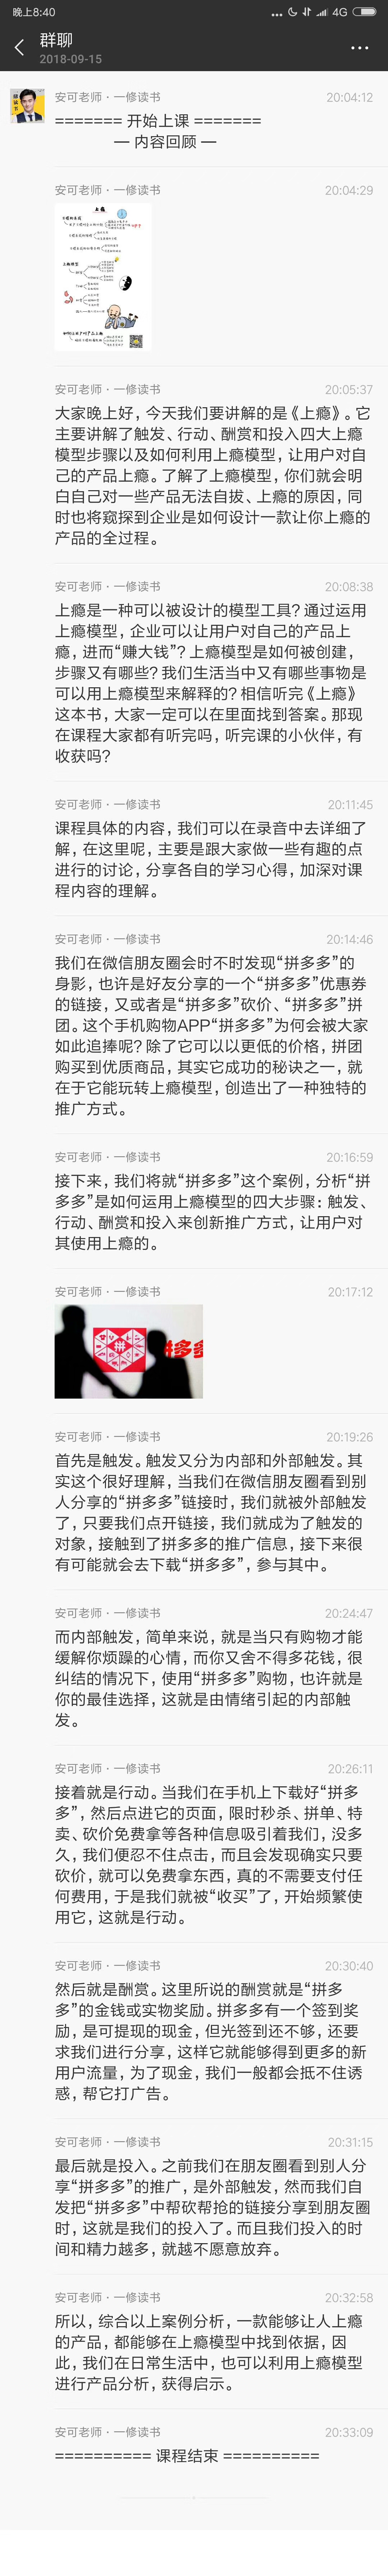 晚上8:40
4G
群聊
2018-09-15
安可老师·一修读书 20:04:12
======= 开始上课 =======
— 内容回顾 —
安可老师·一修读书 20:04:29
上瘾
安可老师·一修读书 20:05:37
大家晚上好，今天我们要讲解的是《上瘾》。它
主要讲解了触发、行动、酬赏和投入四大上瘾
模型步骤以及如何利用上瘾模型，让用户对自
己的产品上瘾。了解了上瘾模型，你们就会明
白自己对一些产品无法自拔、上瘾的原因，同
时也将窥探到企业是如何设计一款让你上瘾的
产品的全过程。
安可老师·一修读书 20:08:38
上瘾是一种可以被设计的模型工具？通过运用
上瘾模型，企业可以让用户对自己的产品上
瘾，进而“赚大钱”？上瘾模型是如何被创建，
步骤又有哪些？我们生活当中又有哪些事物是
可以用上瘾模型来解释的？相信听完《上瘾》
这本书，大家一定可以在里面找到答案。那现
在课程大家都有听完吗，听完课的小伙伴，有
收获吗？
安可老师·一修读书 20:11:45
课程具体的内容，我们可以在录音中去详细了
解，在这里呢，主要是跟大家做一些有趣的点
进行的讨论，分享各自的学习心得，加深对课
程内容的理解。
安可老师·一修读书 20:14:46
我们在微信朋友圈会时不时发现“拼多多”的
身影，也许是好友分享的一个“拼多多”优惠券
的链接，又或者是“拼多多”砍价、“拼多多”拼
团。这个手机购物APP“拼多多”为何会被大家
如此追捧呢？除了它可以以更低的价格，拼团
购买到优质商品，其实它成功的秘诀之一，就
在于它能玩转上瘾模型，创造出了一种独特的
推广方式。
安可老师·一修读书 20:16:59
接下来，我们将就“拼多多”这个案例，分析“拼
多多”是如何运用上瘾模型的四大步骤：触发、
行动、酬赏和投入来创新推广方式，让用户对
其使用上瘾的。
安可老师·一修读书 20:17:12
拼
拼多
安可老师·一修读书 20:19:26
首先是触发。触发又分为内部和外部触发。其
实这个很好理解，当我们在微信朋友圈看到别
人分享的“拼多多”链接时，我们就被外部触发
了，只要我们点开链接，我们就成为了触发的
对象，接触到了拼多多的推广信息，接下来很
有可能就会去下载“拼多多”，参与其中。
安可老师·一修读书 20:24:47
而内部触发，简单来说，就是当只有购物才能
缓解你烦躁的心情，而你又舍不得多花钱，很
纠结的情况下，使用“拼多多”购物，也许就是
你的最佳选择，这就是由情绪引起的内部触
发。
安可老师·一修读书 20:26:11
接着就是行动。当我们在手机上下载好“拼多
多”，然后点进它的页面，限时秒杀、拼单、特
卖、砍价免费拿等各种信息吸引着我们，没多
久，我们便忍不住点击，而且会发现确实只要
砍价，就可以免费拿东西，真的不需要支付任
何费用，于是我们就被“收买”了，开始频繁使
用它，这就是行动。
安可老师·一修读书 20:30:40
然后就是酬赏。这里所说的酬赏就是“拼多
多”的金钱或实物奖励。拼多多有一个签到奖
励，是可提现的现金，但光签到还不够，还要
求我们进行分享，这样它就能够得到更多的新
用户流量，为了现金，我们一般都会抵不住诱
惑，帮它打广告。
安可老师·一修读书 20:31:15
最后就是投入。之前我们在朋友圈看到别人分
享“拼多多”的推广，是外部触发，然而我们自
发把“拼多多”中帮砍帮抢的链接分享到朋友圈
时，这就是我们的投入了。而且我们投入的时
间和精力越多，就越不愿意放弃。
安可老师·一修读书 20:32:58
所以，综合以上案例分析，一款能够让人上瘾
的产品，都能够在上瘾模型中找到依据，因
此，我们在日常生活中，也可以利用上瘾模型
进行产品分析，获得启示。
安可老师·一修读书 20:33:09
========== 课程结束 ==========